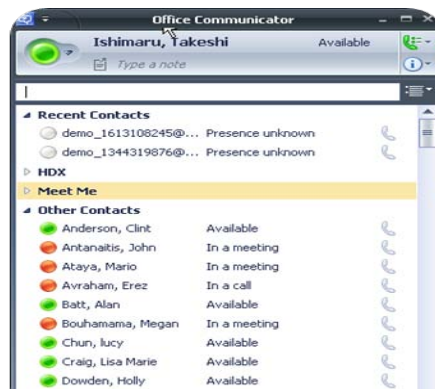 Office Communicator
Ishimaru, Takeshi Available
Type a note
Recent Contacts
demo_1613108245@... Presence unknown
demo_1344319876@... Presence unknown
HDX
Meet Me
Other Contacts
Anderson, Clint Available
Antanaitis, John In a meeting
Ataya, Mario In a meeting
Avraham, Erez In a call
Batt, Alan Available
Bouhamama, Megan In a meeting
Chun, lucy Available
Craig, Lisa Marie Available
Dowden, Holly Available